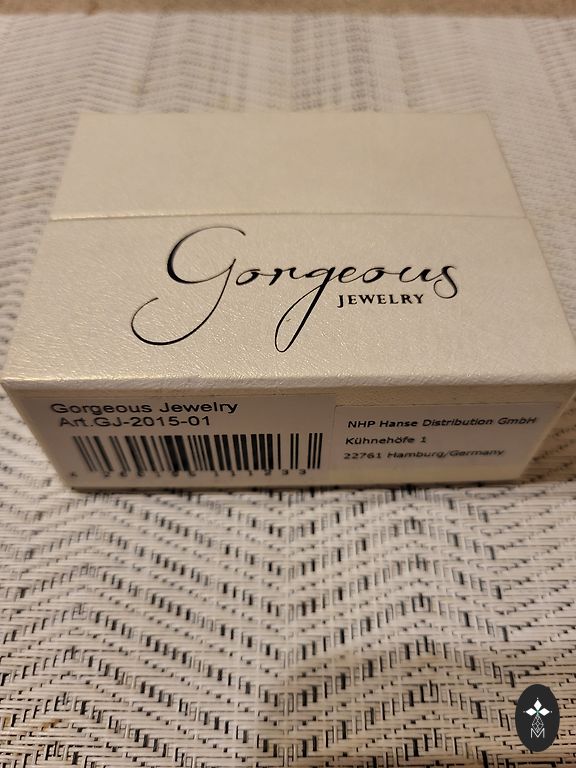 Gorgeous
JEWELRY
Gorgeous Jewelry
Art.GJ-2015-01
NHP Hanse Distribution GmbH
Kühnehöfe 1
22761 Hamburg/Germany